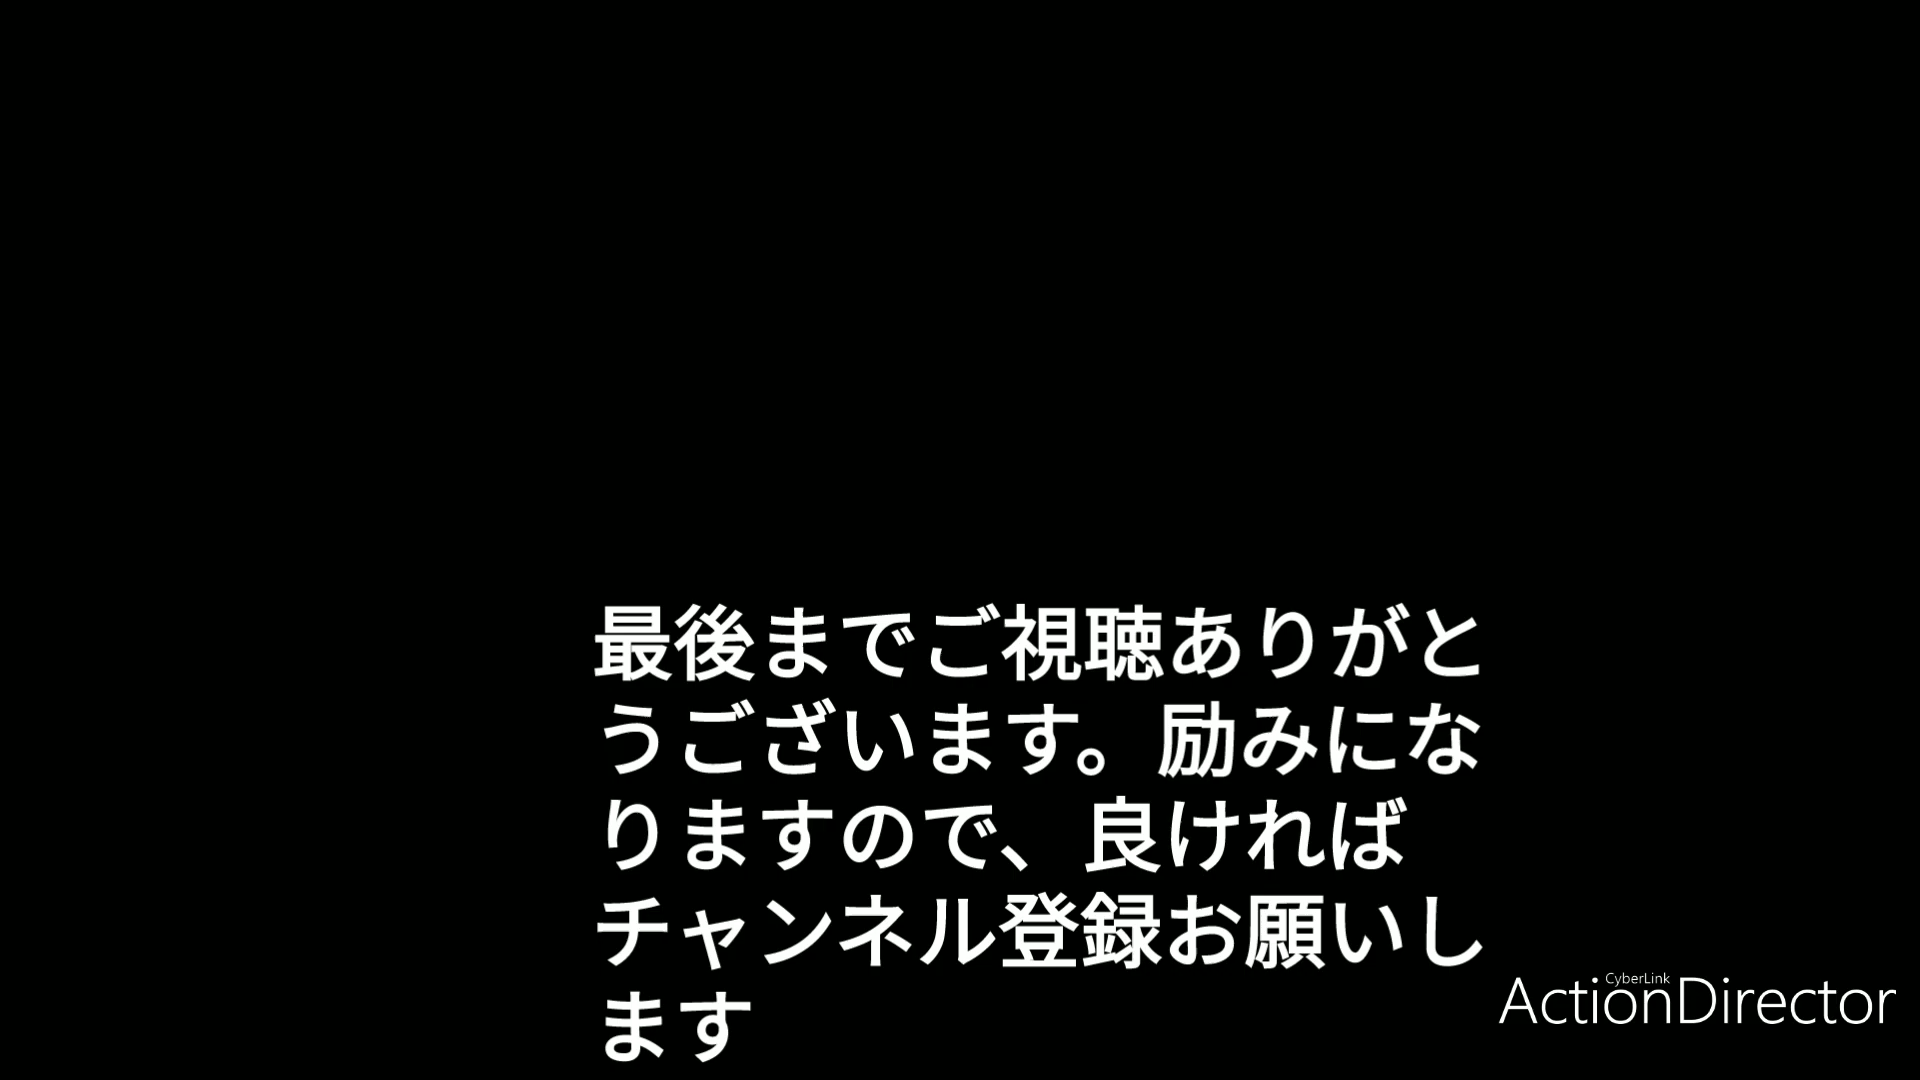 最後までご視聴ありがと
うございます。励みにな
りますので、良ければ
チャンネル登録お願いし
ます
CyberLink
ActionDirector